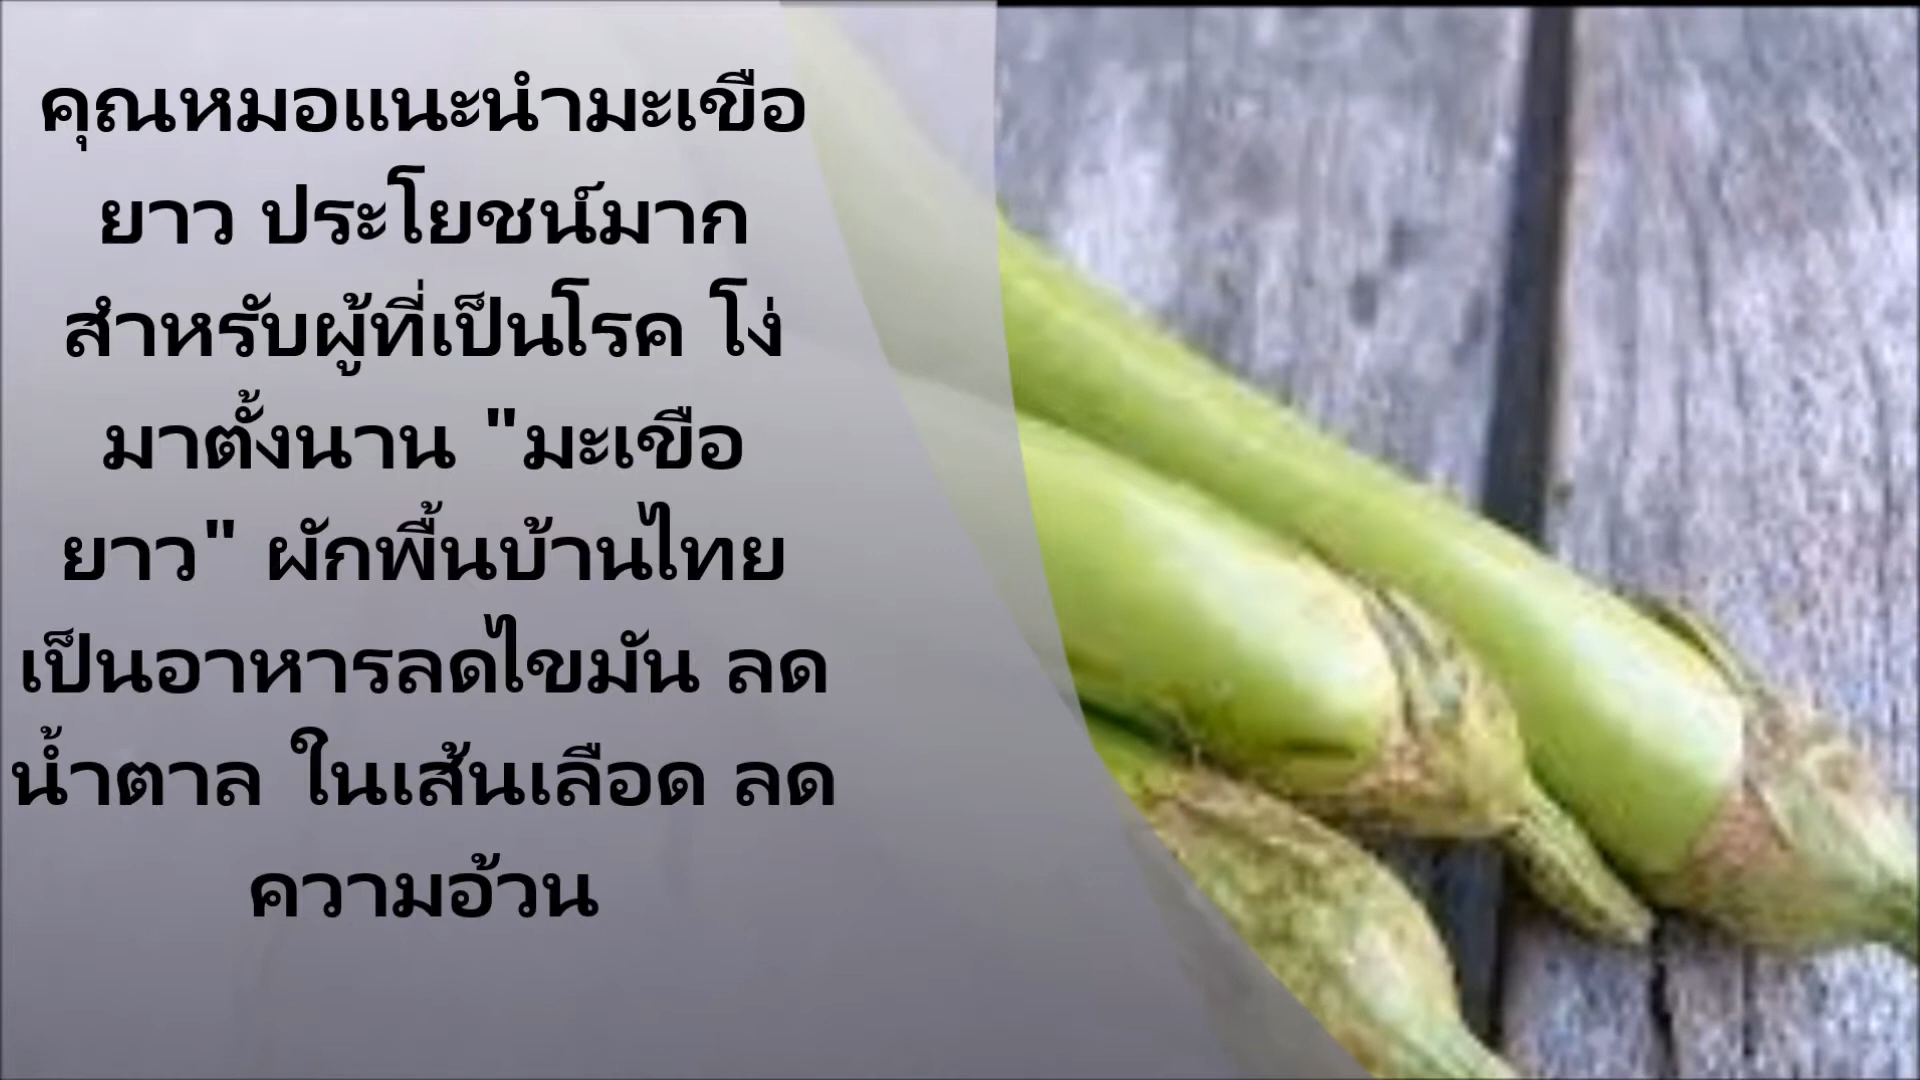 คุณหมอแนะนำมะเขือ
ยาว ประโยชน์มาก
สำหรับผู้ที่เป็นโรค โง่
มาตั้งนาน "มะเขือ
ยาว" ผักพื้นบ้านไทย
เป็นอาหารลดไขมัน ลด
น้ำตาล ในเส้นเลือด ลด
ความอ้วน